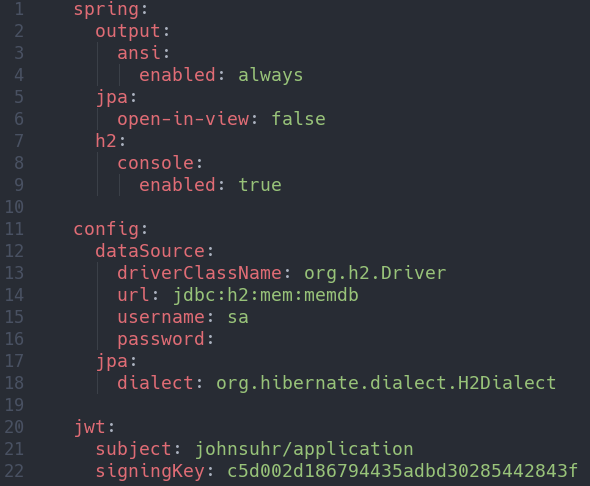 1 spring:
2 output:
3 ansi:
4 enabled: always
5 jpa:
6 open-in-view: false
7 h2:
8 console:
9 enabled: true
10
11 config:
12 dataSource:
13 driverClassName: org.h2.Driver
14 url: jdbc:h2:mem:memdb
15 username: sa
16 password:
17 jpa:
18 dialect: org.hibernate.dialect.H2Dialect
19
20 jwt:
21 subject: johnsuhr/application
22 signingKey: c5d002d186794435adbd30285442843f